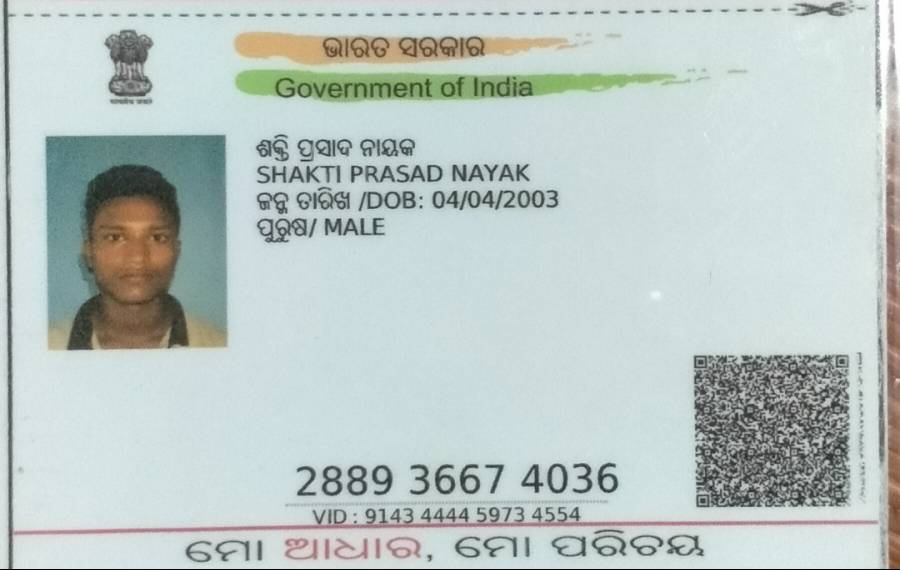 ଭାରତ ସରକାର
Government of India
ଶକ୍ତି ପ୍ରସାଦ ନାୟକ
SHAKTI PRASAD NAYAK
ଜନ୍ମ ତାରିଖ /DOB: 04/04/2003
ପୁରୁଷ/ MALE
2889 3667 4036
VID : 9143 4444 5973 4554
ମୋ ଆଧାର, ମୋ ପରିଚୟ